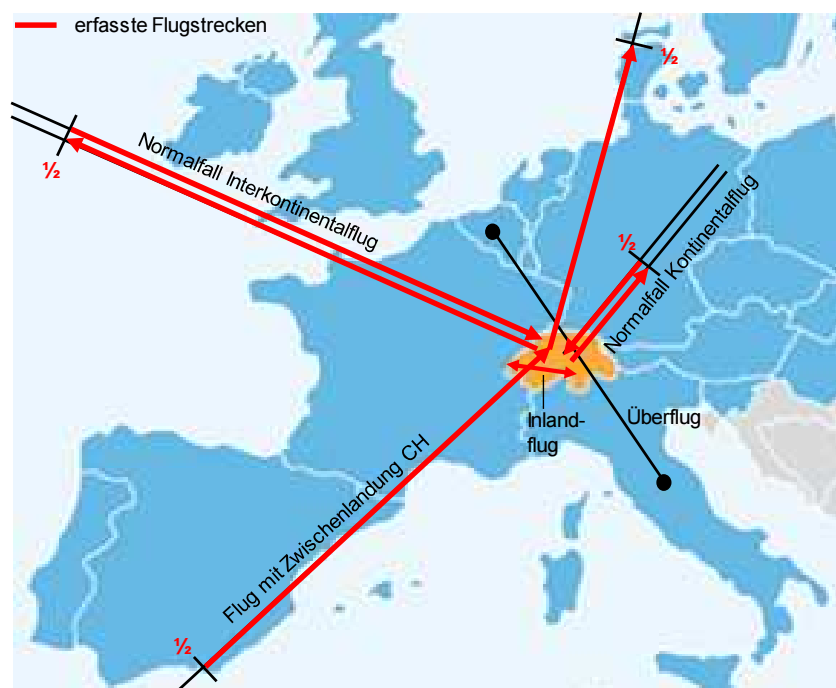 erfasste Flugstrecken
½
½
Normalfall Interkontinentalflug
½
Normalfall Kontinentalflug
Inland-
flug
Überflug
Flug mit Zwischenlandung CH
½